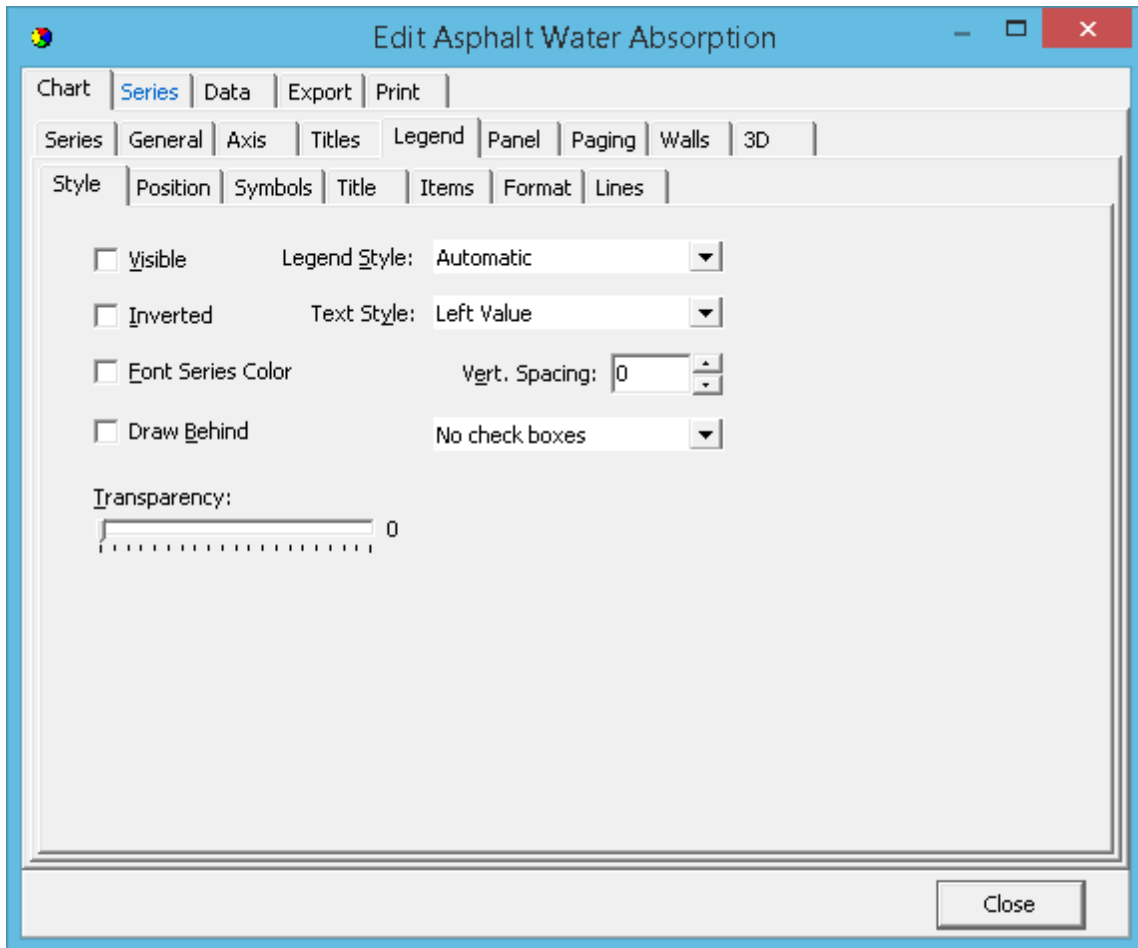 Edit Asphalt Water Absorption
Chart Series Data Export Print
Series General Axis Titles Legend Panel Paging Walls 3D
Style Position Symbols Title Items Format Lines
Visible Legend Style: Automatic
Inverted Text Style: Left Value
Font Series Color Vert. Spacing: 0
Draw Behind No check boxes
Transparency:
0
Close